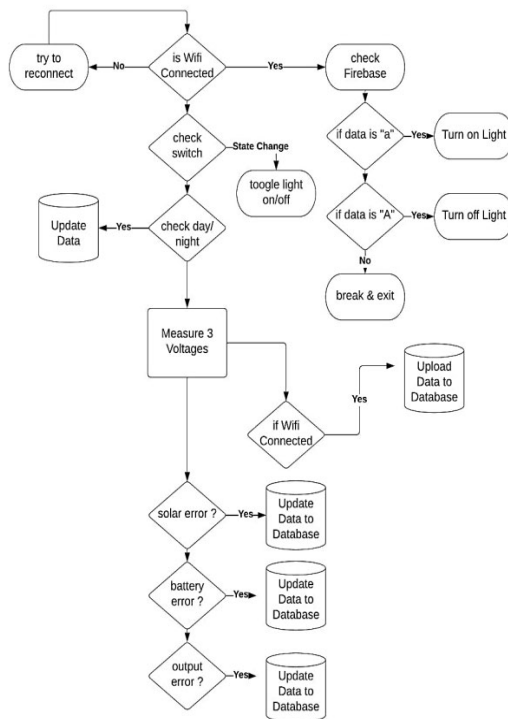 try to
reconnect
No
is Wifi
Connected
Yes
check
Firebase
check
switch
State Change
toogle light
on/off
if data is "a"
Yes
Turn on Light
Update
Data
Yes
check day/
night
if data is "A"
Yes
Turn off Light
No
break & exit
Measure 3
Voltages
if Wifi
Connected
Yes
Upload
Data to
Database
solar error ?
Yes
Update
Data to
Database
battery
error ?
Yes
Update
Data to
Database
output
error ?
Yes
Update
Data to
Database